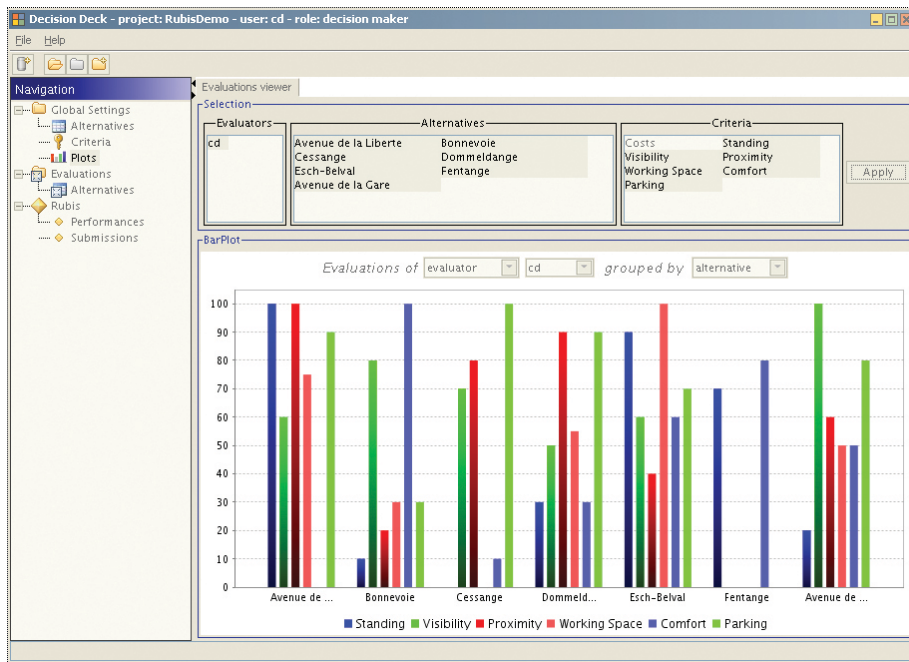 Decision Deck - project: RubisDemo - user: cd - role: decision maker
File Help
Navigation
Global Settings
Alternatives
Criteria
Plots
Evaluations
Alternatives
Rubis
Performances
Submissions
Evaluations viewer
Selection
Evaluators
cd
Alternatives
Avenue de la Liberte Bonnevoie
Cessange Dommeldange
Esch-Belval Fentange
Avenue de la Gare
Criteria
Costs Standing
Visibility Proximity
Working Space Comfort
Parking
Apply
BarPlot
Evaluations of evaluator cd grouped by alternative
100
90
80
70
60
50
40
30
20
10
0
Avenue de ... Bonnevoie Cessange Dommeld... Esch-Belval Fentange Avenue de ...
Standing Visibility Proximity Working Space Comfort Parking